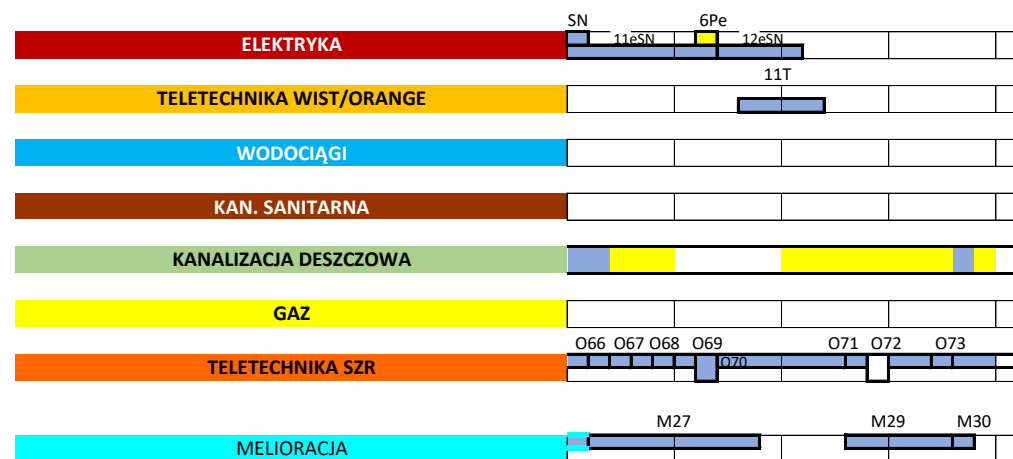 SN 6Pe
ELEKTRYKA 11eSN 12eSN
11T
TELETECHNIKA WIST/ORANGE
WODOCIĄGI
KAN. SANITARNA
KANALIZACJA DESZCZOWA
GAZ
O66 O67 O68 O69 O71 O72 O73
TELETECHNIKA SZR O70
M27 M29 M30
MELIORACJA